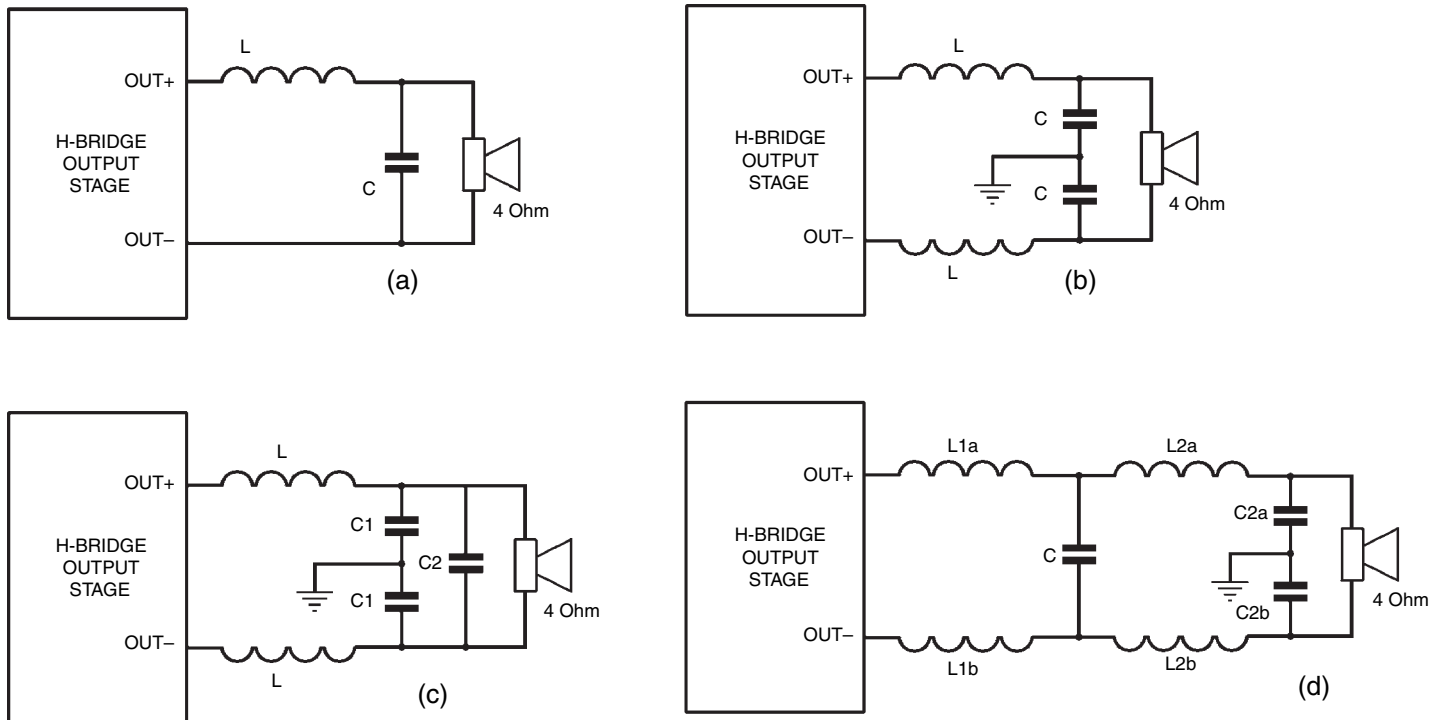 L
OUT+
H-BRIDGE
OUTPUT
STAGE
C
4 Ohm
OUT–
(a)
L
OUT+
C
H-BRIDGE
OUTPUT
STAGE
C
4 Ohm
OUT–
L
(b)
L
OUT+
C1
H-BRIDGE
OUTPUT
STAGE
C2
C1
4 Ohm
OUT–
L
(c)
L1a
L2a
OUT+
C2a
H-BRIDGE
OUTPUT
STAGE
C
C2b
4 Ohm
OUT–
L1b
L2b
(d)